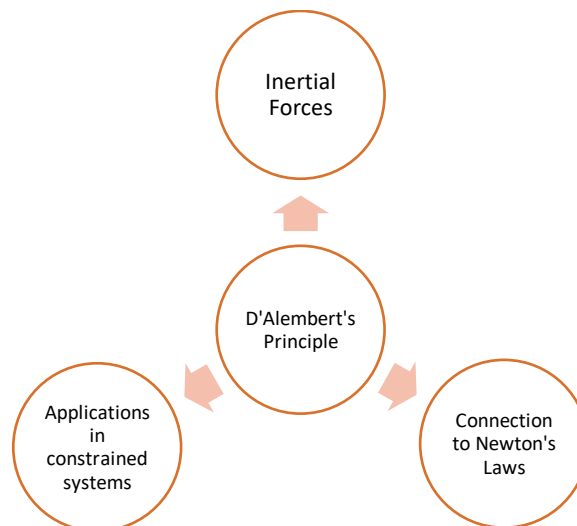 Inertial
Forces
D'Alembert's
Principle
Applications
in
constrained
systems
Connection
to Newton's
Laws